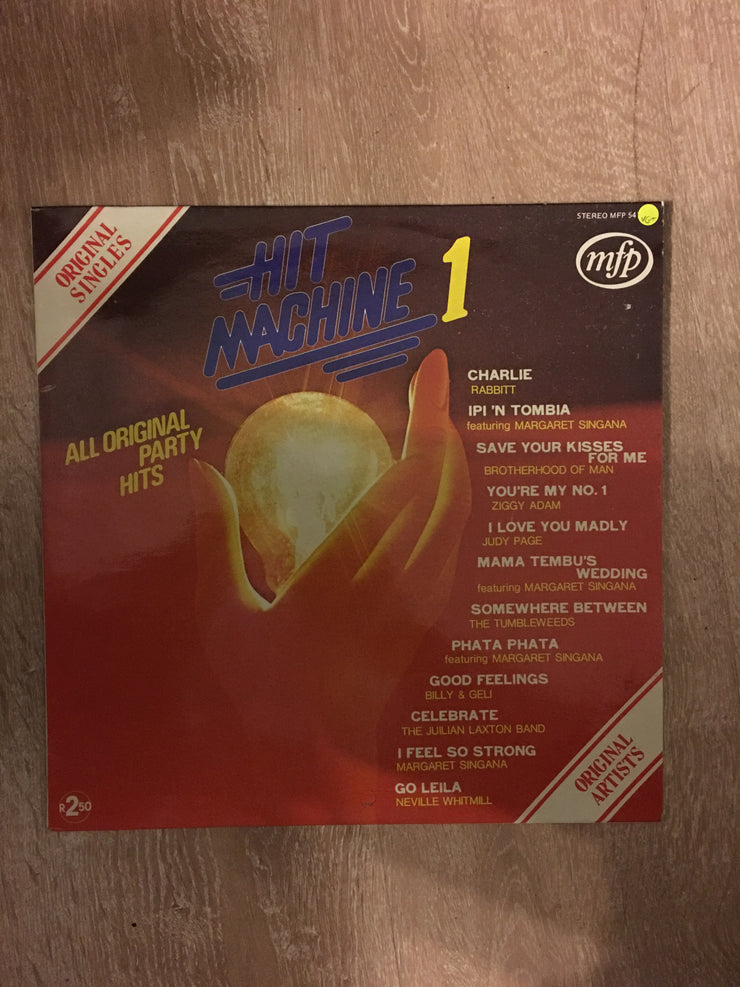 ORIGINAL
SINGLES
HIT
MACHINE 1
STEREO MFP 54
VG+
mfp
ALL ORIGINAL
PARTY
HITS
CHARLIE
RABBITT
IPI 'N TOMBIA
featuring MARGARET SINGANA
SAVE YOUR KISSES
FOR ME
BROTHERHOOD OF MAN
YOU'RE MY NO. 1
ZIGGY ADAM
I LOVE YOU MADLY
JUDY PAGE
MAMA TEMBU'S
WEDDING
featuring MARGARET SINGANA
SOMEWHERE BETWEEN
THE TUMBLEWEEDS
PHATA PHATA
featuring MARGARET SINGANA
GOOD FEELINGS
BILLY & GELI
CELEBRATE
THE JUILIAN LAXTON BAND
I FEEL SO STRONG
MARGARET SINGANA
GO LEILA
NEVILLE WHITMILL
R2.50
ORIGINAL
ARTISTS